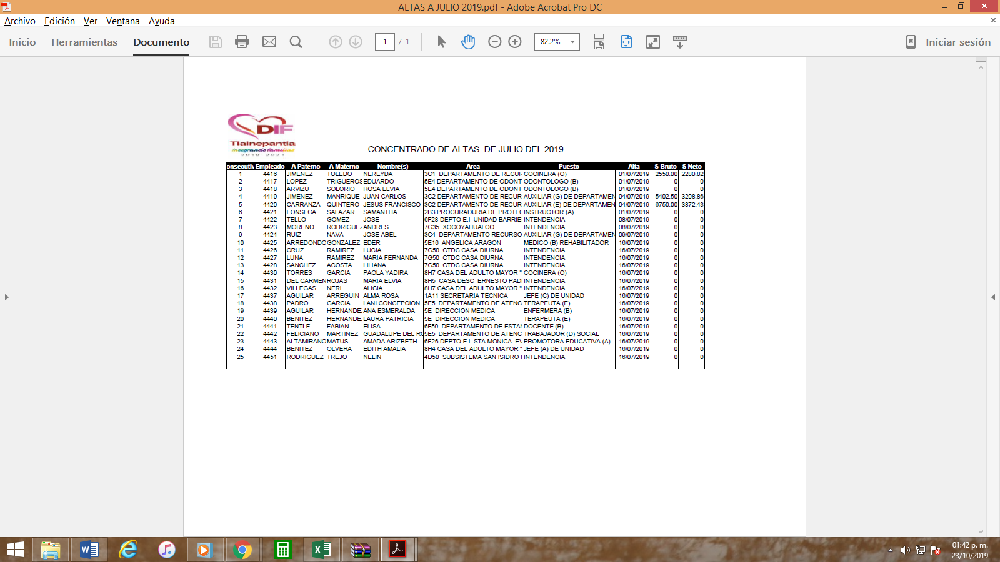 ALTAS A JULIO 2019.pdf - Adobe Acrobat Pro DC
Archivo Edición Ver Ventana Ayuda
Inicio Herramientas Documento 1 / 1 82.2% Iniciar sesión
DIF
Tlalnepantla
Integrando familias
2019 - 2021
CONCENTRADO DE ALTAS DE JULIO DEL 2019
onsecutiv Empleado A Paterno A Materno Nombre(s) Area Puesto Alta S Bruto S Neto
1 4416 JIMENEZ TOLEDO NEREYDA 3C1 DEPARTAMENTO DE RECUR COCINERA (O) 01/07/2019 2550.00 2280.82
2 4417 LOPEZ TRIGUEROS EDUARDO 5E4 DEPARTAMENTO DE ODONT ODONTOLOGO (B) 01/07/2019 0 0
3 4418 ARVIZU SOLORIO ROSA ELVIA 5E4 DEPARTAMENTO DE ODONT ODONTOLOGO (B) 01/07/2019 0 0
4 4419 JIMENEZ MANRIQUE JUAN CARLOS 3C2 DEPARTAMENTO DE RECUR AUXILIAR (G) DE DEPARTAMEN 04/07/2019 5402.50 3208.86
5 4420 CARRANZA QUINTERO JESUS FRANCISCO 3C2 DEPARTAMENTO DE RECUR AUXILIAR (E) DE DEPARTAMEN 04/07/2019 6750.00 3872.43
6 4421 FONSECA SALAZAR SAMANTHA 2B3 PROCURADURIA DE PROTEC INSTRUCTOR (A) 01/07/2019 0 0
7 4422 TELLO GOMEZ JOSE 6F28 DEPTO E.I UNIDAD BARRIE INTENDENCIA 08/07/2019 0 0
8 4423 MORENO RODRIGUEZ ANDRES 7G35 XOCOYAHUALCO INTENDENCIA 08/07/2019 0 0
9 4424 RUIZ NAVA JOSE ABEL 3C4 DEPARTAMENTO RECURSO AUXILIAR (G) DE DEPARTAMEN 09/07/2019 0 0
10 4425 ARREDONDO GONZALEZ EDER 5E16 ANGELICA ARAGON MEDICO (B) REHABILITADOR 16/07/2019 0 0
11 4426 CRUZ RAMIREZ LUCIA 7G50 CTDC CASA DIURNA INTENDENCIA 16/07/2019 0 0
12 4427 LUNA RAMIREZ MARIA FERNANDA 7G50 CTDC CASA DIURNA INTENDENCIA 16/07/2019 0 0
13 4428 SANCHEZ ACOSTA LILIANA 7G50 CTDC CASA DIURNA INTENDENCIA 16/07/2019 0 0
14 4430 TORRES GARCIA PAOLA YADIRA 8H7 CASA DEL ADULTO MAYOR " COCINERA (O) 16/07/2019 0 0
15 4431 DEL CARMEN ROJAS MARIA ELVIA 8H5 CASA DESC ERNESTO PAD INTENDENCIA 16/07/2019 0 0
16 4432 VILLEGAS NERI ALICIA 8H7 CASA DEL ADULTO MAYOR " INTENDENCIA 16/07/2019 0 0
17 4437 AGUILAR ARREGUIN ALMA ROSA 1A11 SECRETARIA TECNICA JEFE (C) DE UNIDAD 16/07/2019 0 0
18 4438 PADRO GARCIA LANI CONCEPCION 5E5 DEPARTAMENTO DE ATENC TERAPEUTA (E) 16/07/2019 0 0
19 4439 AGUILAR HERNANDE ANA ESMERALDA 5E DIRECCION MEDICA ENFERMERA (B) 16/07/2019 0 0
20 4440 BENITEZ HERNANDE LAURA PATRICIA 5E DIRECCION MEDICA TERAPEUTA (E) 16/07/2019 0 0
21 4441 TENTLE FABIAN ELISA 6F50 DEPARTAMENTO DE ESTAN DOCENTE (B) 16/07/2019 0 0
22 4442 FELICIANO MARTINEZ GUADALUPE DEL RO 5E5 DEPARTAMENTO DE ATENC TRABAJADOR (D) SOCIAL 16/07/2019 0 0
23 4443 ALTAMIRANO MATUS AMADA ARIZBETH 6F26 DEPTO E.I STA MONICA EV PROMOTORA EDUCATIVA (A) 16/07/2019 0 0
24 4444 BENITEZ OLVERA EDITH AMALIA 8H4 CASA DEL ADULTO MAYOR " JEFE (A) DE UNIDAD 16/07/2019 0 0
25 4451 RODRIGUEZ TREJO NELIN 4D50 SUBSISTEMA SAN ISIDRO INTENDENCIA 16/07/2019 0 0
01:42 p. m.
23/10/2019